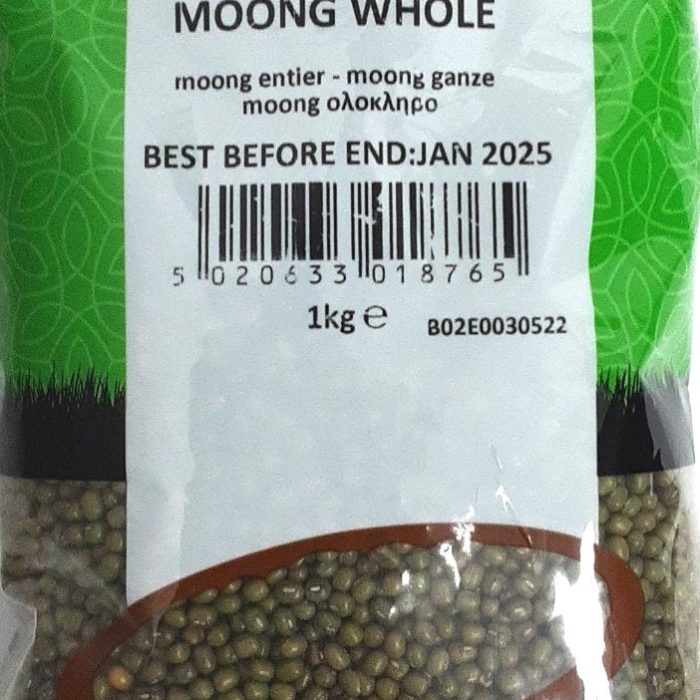 MOONG WHOLE
moong entier - moong ganze
moong ολοκληρο
BEST BEFORE END:JAN 2025
5 020633 018765
1kg ℮
B02E0030522